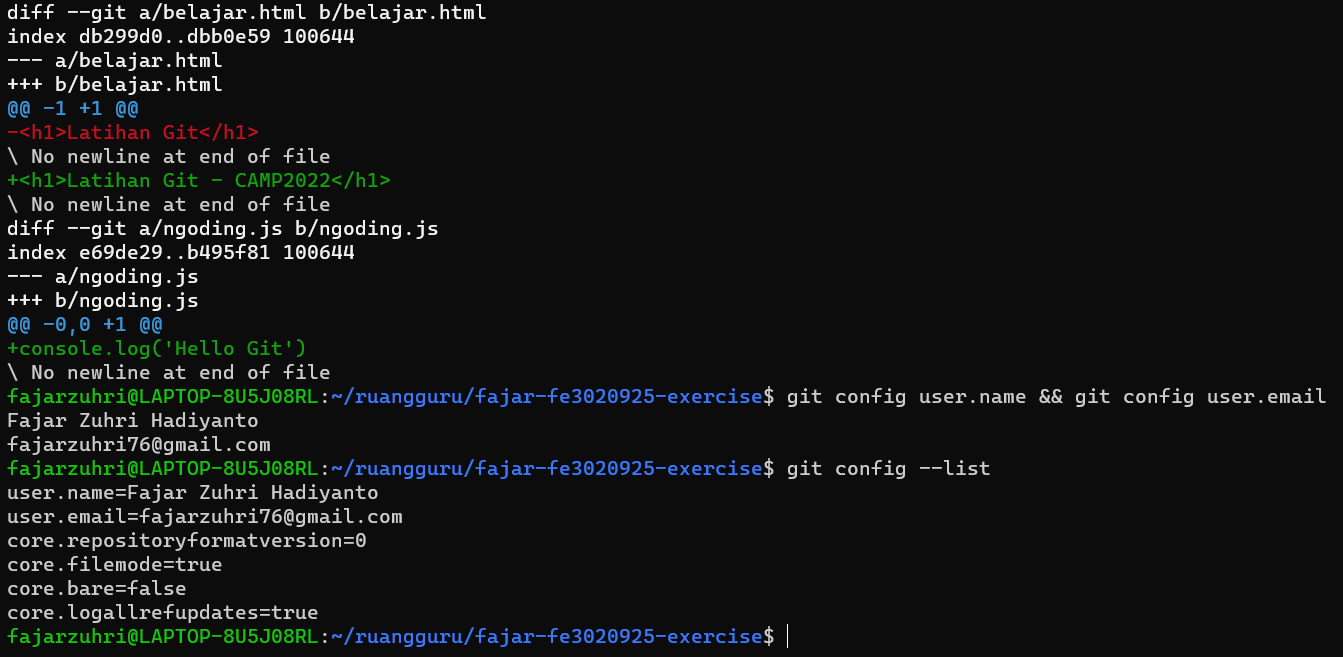 diff --git a/belajar.html b/belajar.html
index db299d0..dbb0e59 100644
--- a/belajar.html
+++ b/belajar.html
@@ -1 +1 @@
-<h1>Latihan Git</h1>
\ No newline at end of file
+<h1>Latihan Git - CAMP2022</h1>
\ No newline at end of file
diff --git a/ngoding.js b/ngoding.js
index e69de29..b495f81 100644
--- a/ngoding.js
+++ b/ngoding.js
@@ -0,0 +1 @@
+console.log('Hello Git')
\ No newline at end of file
fajarzuhri@LAPTOP-8U5J08RL:~/ruangguru/fajar-fe3020925-exercise$ git config user.name && git config user.email
Fajar Zuhri Hadiyanto
fajarzuhri76@gmail.com
fajarzuhri@LAPTOP-8U5J08RL:~/ruangguru/fajar-fe3020925-exercise$ git config --list
user.name=Fajar Zuhri Hadiyanto
user.email=fajarzuhri76@gmail.com
core.repositoryformatversion=0
core.filemode=true
core.bare=false
core.logallrefupdates=true
fajarzuhri@LAPTOP-8U5J08RL:~/ruangguru/fajar-fe3020925-exercise$